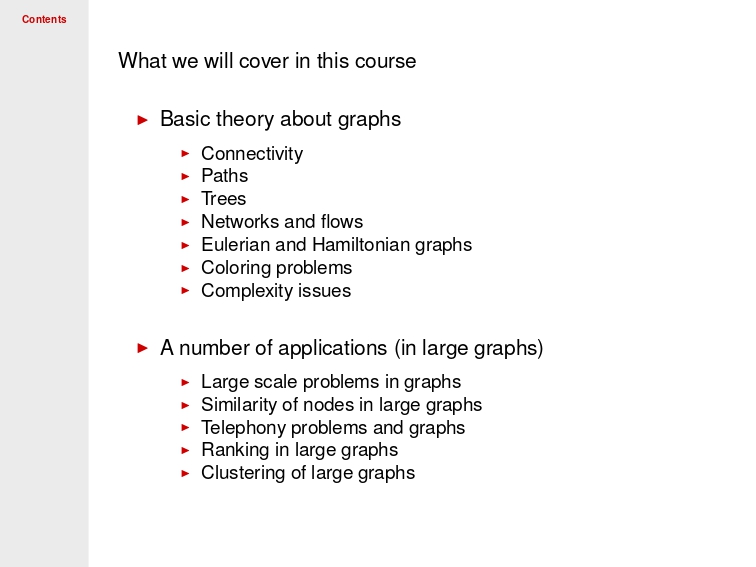 Contents
What we will cover in this course
► Basic theory about graphs
► Connectivity
► Paths
► Trees
► Networks and flows
► Eulerian and Hamiltonian graphs
► Coloring problems
► Complexity issues
► A number of applications (in large graphs)
► Large scale problems in graphs
► Similarity of nodes in large graphs
► Telephony problems and graphs
► Ranking in large graphs
► Clustering of large graphs